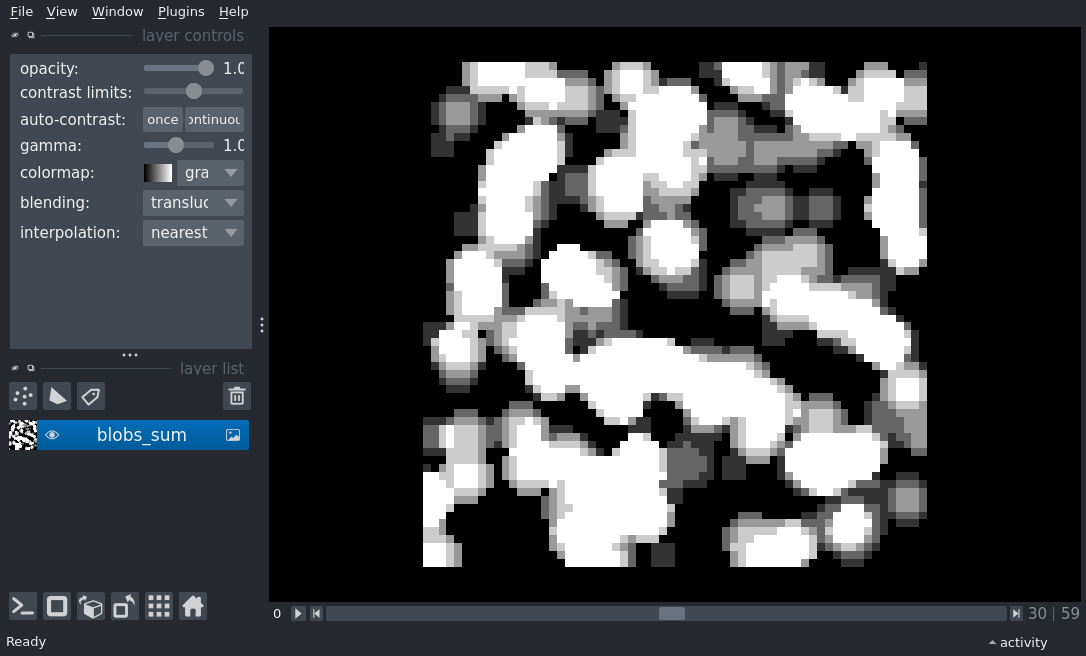 File View Window Plugins Help
layer controls
opacity: 1.0
contrast limits:
auto-contrast: once ontinuou
gamma: 1.0
colormap: gra
blending: transluc
interpolation: nearest
layer list
blobs_sum
0 30 | 59
Ready activity